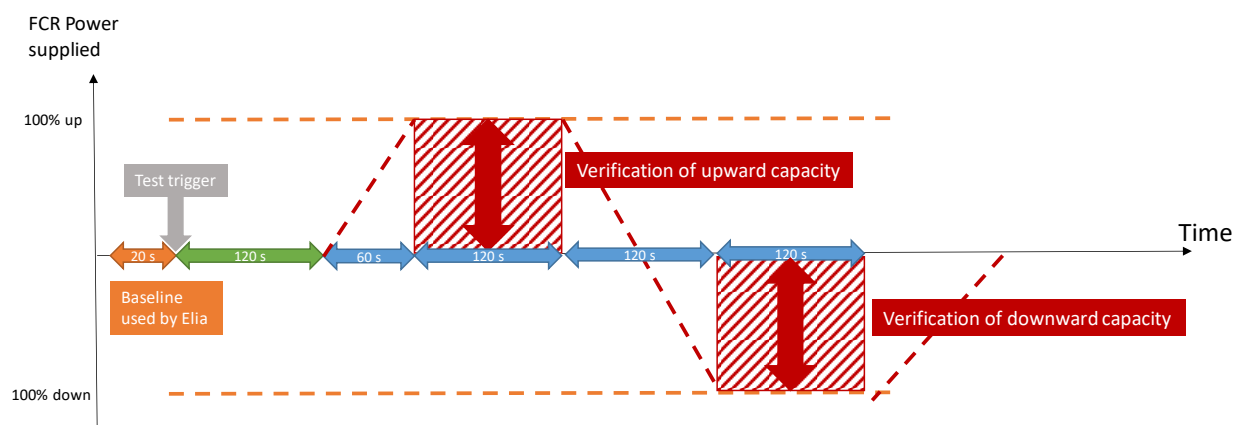 FCR Power
supplied
100% up
Test trigger
Verification of upward capacity
Time
20 s
120 s
60 s
120 s
120 s
120 s
Baseline
used by Elia
Verification of downward capacity
100% down